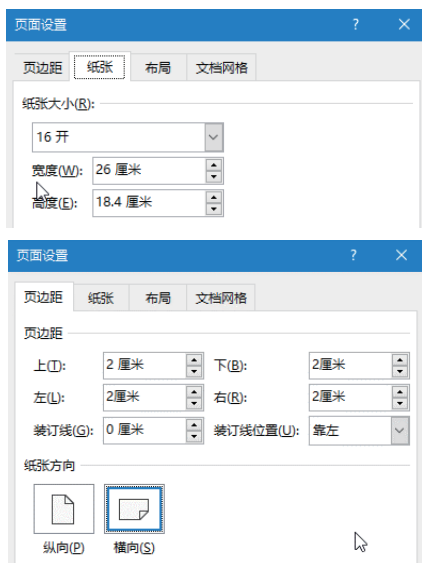 页面设置 ? ×
页边距 纸张 布局 文档网格
纸张大小(R):
16 开
宽度(W): 26 厘米
高度(E): 18.4 厘米
页面设置 ? ×
页边距 纸张 布局 文档网格
页边距
上(T): 2 厘米 下(B): 2厘米
左(L): 2厘米 右(R): 2厘米
装订线(G): 0 厘米 装订线位置(U): 靠左
纸张方向
纵向(P) 横向(S)